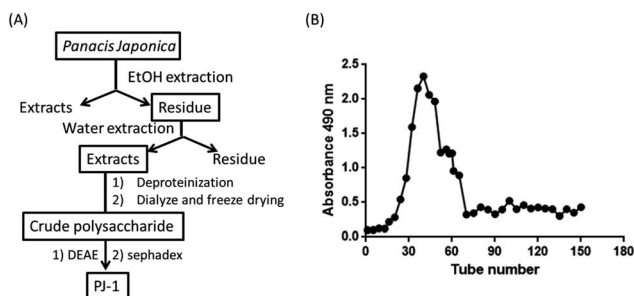 (A)
Panacis Japonica
EtOH extraction
Extracts
Residue
Water extraction
Extracts
Residue
1) Deproteinization
2) Dialyze and freeze drying
Crude polysaccharide
1) DEAE 2) sephadex
PJ-1
(B)
Absorbance 490 nm
2.5
2.0
1.5
1.0
0.5
0.0
0 30 60 90 120 150 180
Tube number